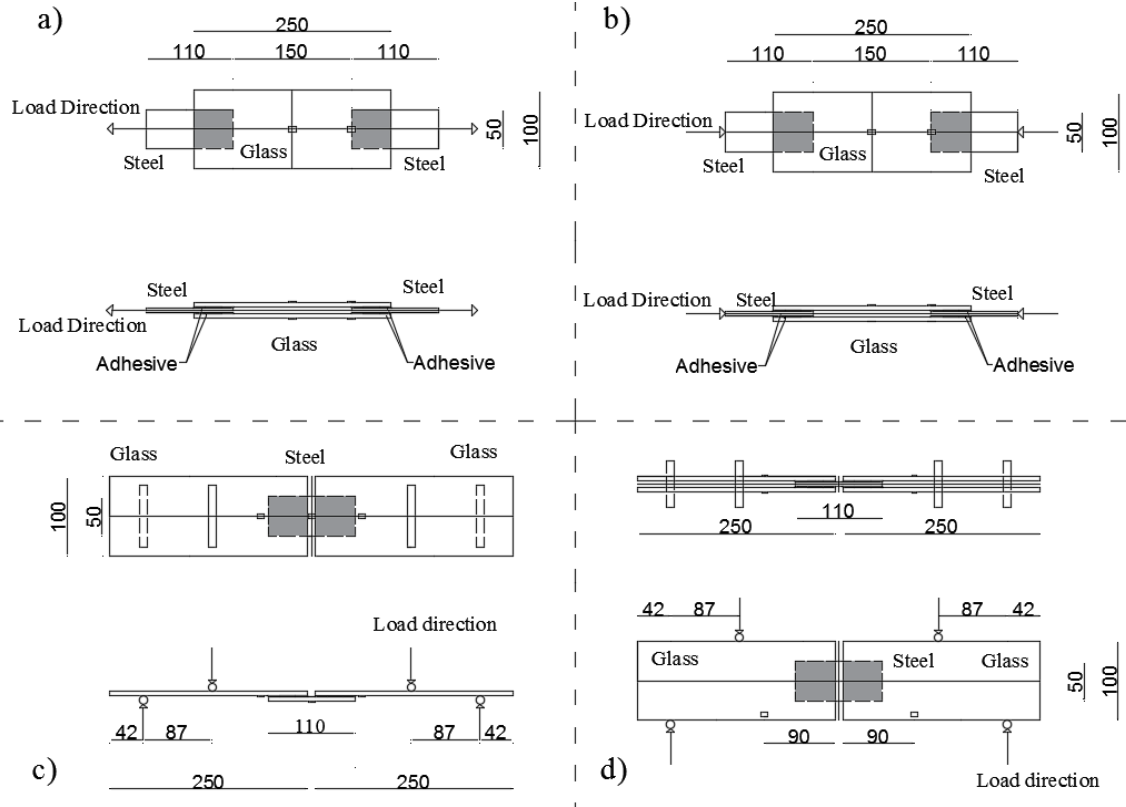 a)
250
110 150 110
Load Direction
Steel
Glass
Steel
50
100
Steel
Steel
Load Direction
Adhesive
Adhesive
Glass
b)
250
110 150 110
Load Direction
Steel
Glass
Steel
50
100
Load Direction
Steel
Steel
Adhesive
Adhesive
Glass
Glass
Steel
Glass
100
50
Load direction
42 87
110
87 42
250 250
c)
110
250 250
42 87
87 42
Glass
Steel
Glass
50
100
90 90
Load direction
d)